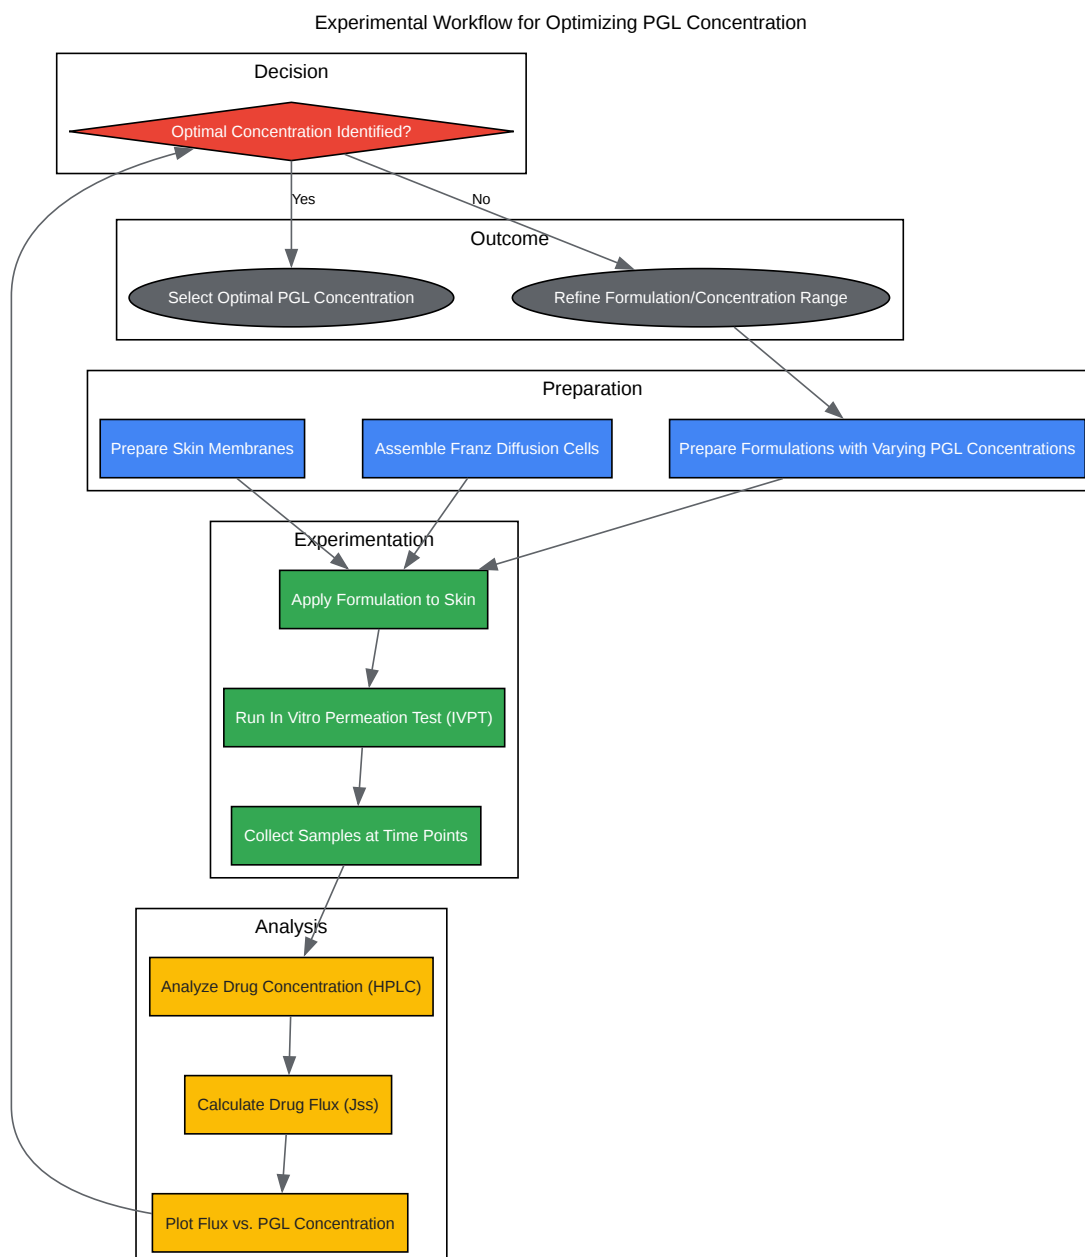 Experimental Workflow for Optimizing PGL Concentration
Decision
Optimal Concentration Identified?
Yes
No
Outcome
Select Optimal PGL Concentration
Refine Formulation/Concentration Range
Preparation
Prepare Skin Membranes
Assemble Franz Diffusion Cells
Prepare Formulations with Varying PGL Concentrations
Experimentation
Apply Formulation to Skin
Run In Vitro Permeation Test (IVPT)
Collect Samples at Time Points
Analysis
Analyze Drug Concentration (HPLC)
Calculate Drug Flux (Jss)
Plot Flux vs. PGL Concentration